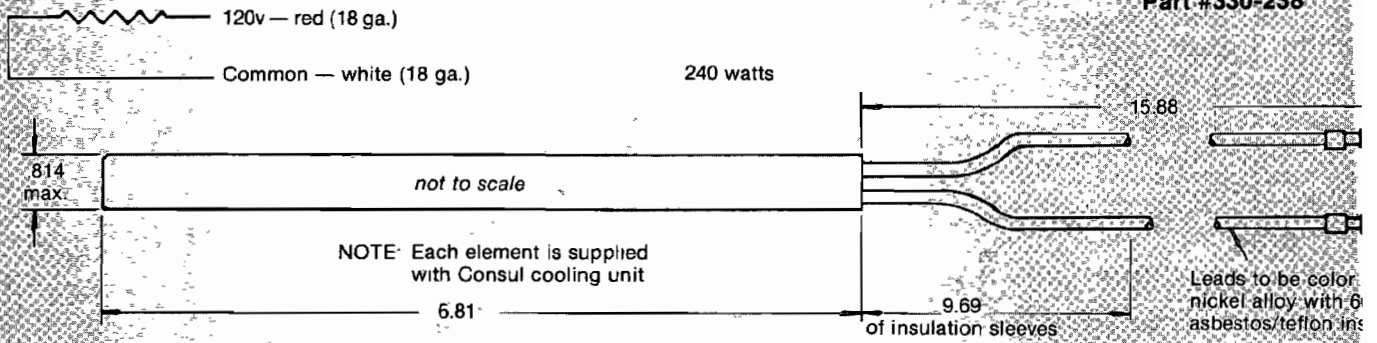 Part #330-238
120v — red (18 ga.)
Common — white (18 ga.)
240 watts
15.88
814
max.
not to scale
NOTE· Each element is supplied
with Consul cooling unit
6.81
9.69
of insulation sleeves
Leads to be color
nickel alloy with
asbestos/teflon